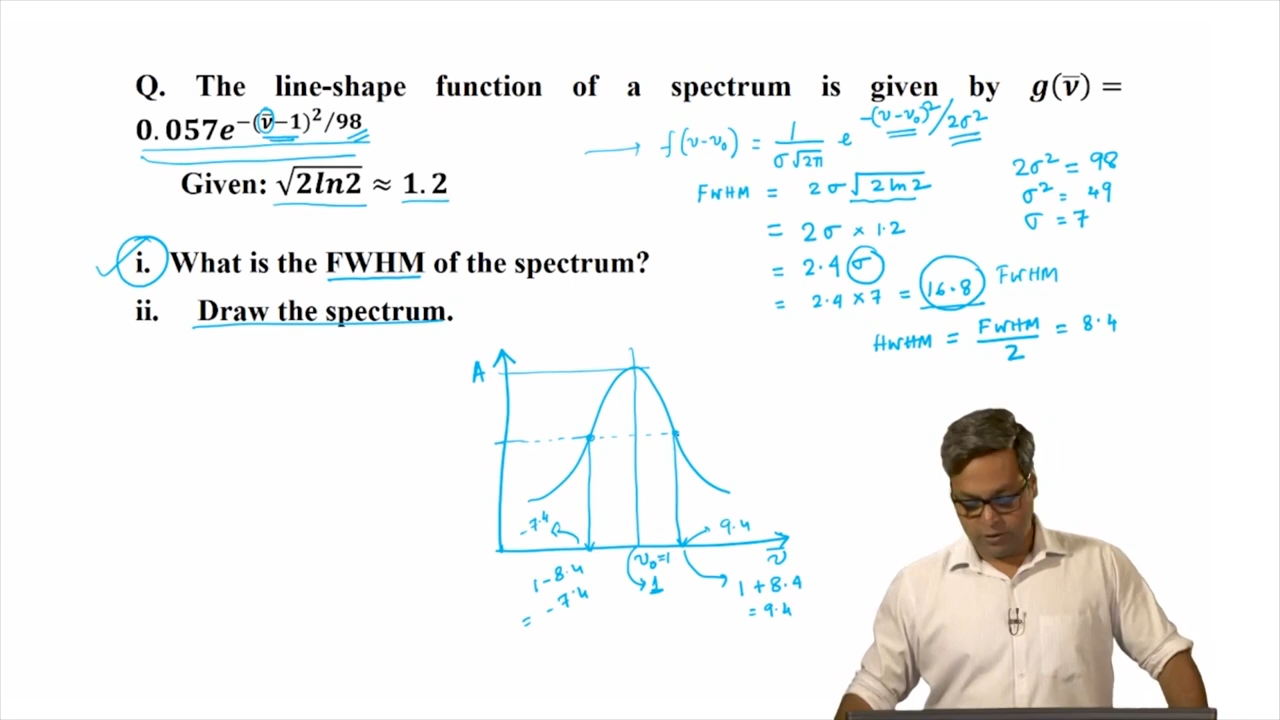 Q. The line-shape function of a spectrum is given by g(ν̅) =
0.057e^{-(ν̅-1)²/98}
Given: √2ln2 ≈ 1.2
i. What is the FWHM of the spectrum?
ii. Draw the spectrum.
f(ν-ν₀) = 1/(σ√2π) e^{-(ν-ν₀)²/2σ²}
FWHM = 2σ√2ln2
= 2σ × 1.2
= 2.4 σ
= 2.4 × 7 = 16.8 FWHM
HWHM = FWHM/2 = 8.4
2σ² = 98
σ² = 49
σ = 7
A
-7.4
9.4
ν₀=1
ν̅
1
1-8.4
= -7.4
1+8.4
= 9.4